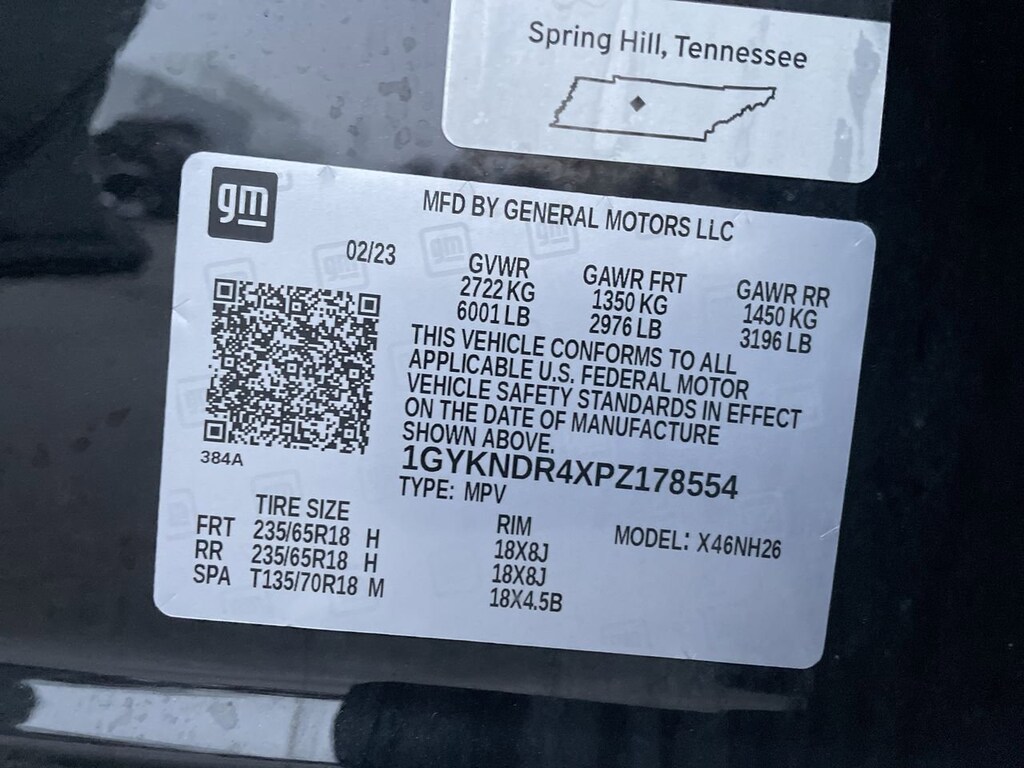 Spring Hill, Tennessee
gm
MFD BY GENERAL MOTORS LLC
02/23
GVWR GAWR FRT GAWR RR
2722 KG 1350 KG 1450 KG
6001 LB 2976 LB 3196 LB
THIS VEHICLE CONFORMS TO ALL
APPLICABLE U.S. FEDERAL MOTOR
VEHICLE SAFETY STANDARDS IN EFFECT
ON THE DATE OF MANUFACTURE
SHOWN ABOVE.
384A
1GYKNDR4XPZ178554
TYPE: MPV
TIRE SIZE RIM MODEL: X46NH26
FRT 235/65R18 H 18X8J
RR 235/65R18 H 18X8J
SPA T135/70R18 M 18X4.5B